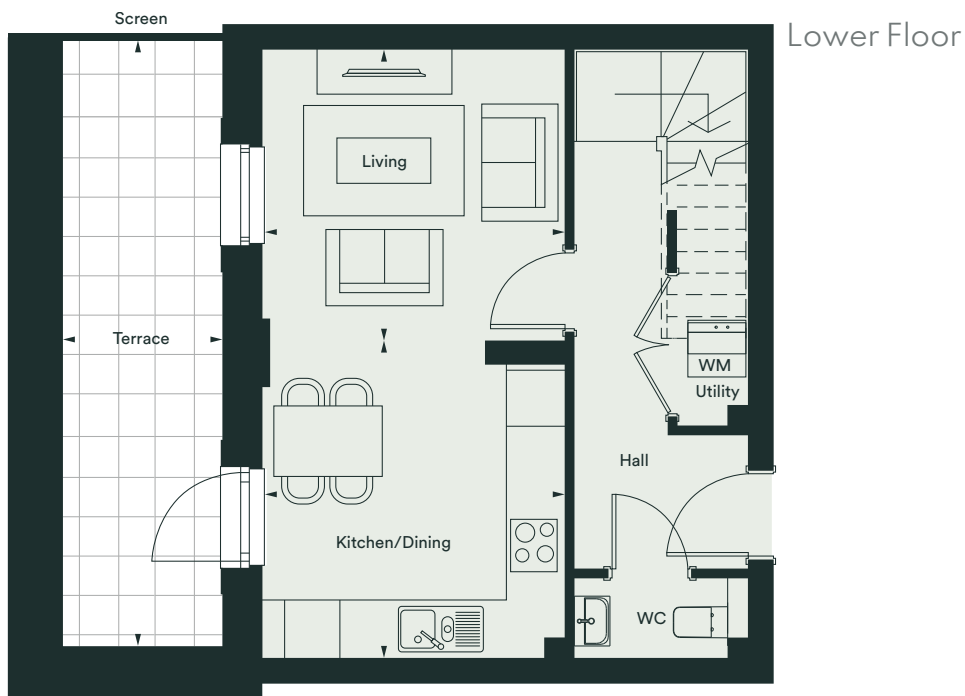 Screen
Lower Floor
Living
Terrace
WM
Utility
Hall
Kitchen/Dining
WC